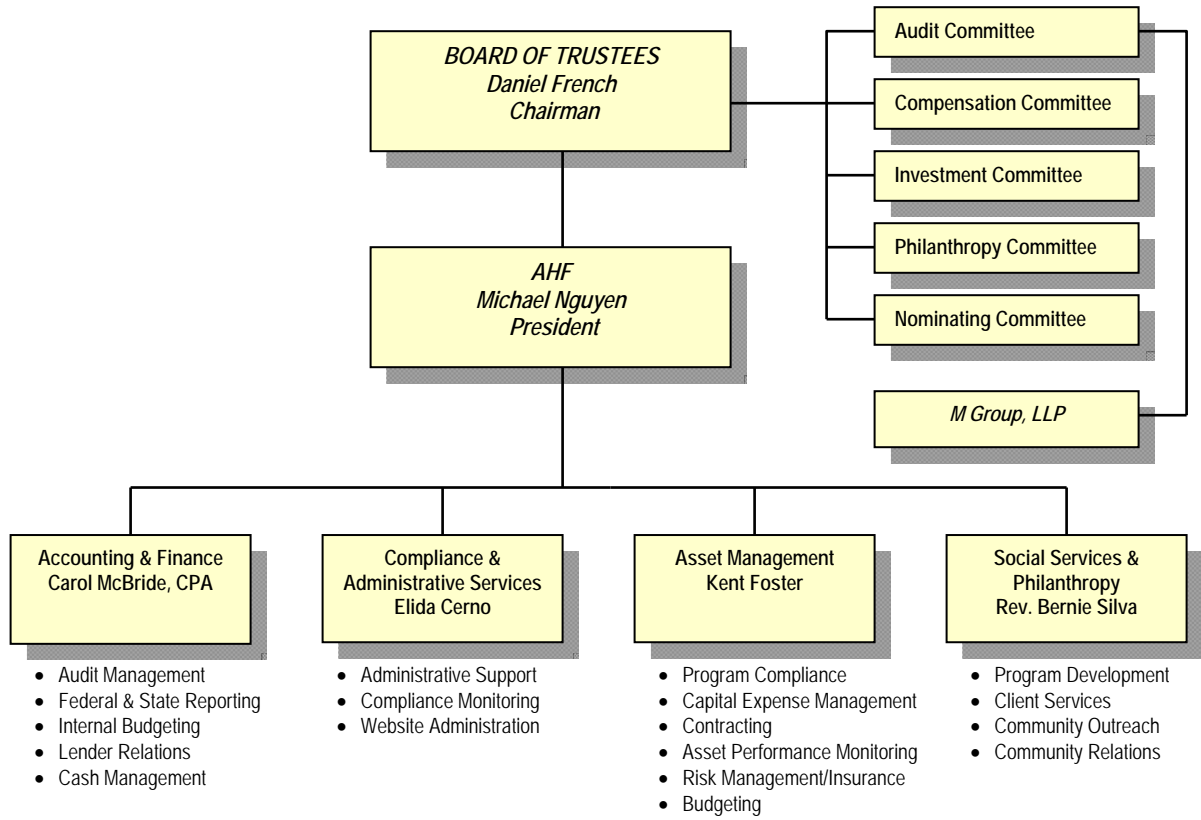 BOARD OF TRUSTEES
Daniel French
Chairman
Audit Committee
Compensation Committee
Investment Committee
Philanthropy Committee
Nominating Committee
M Group, LLP
AHF
Michael Nguyen
President
Accounting & Finance
Carol McBride, CPA
• Audit Management
• Federal & State Reporting
• Internal Budgeting
• Lender Relations
• Cash Management
Compliance &
Administrative Services
Elida Cerno
• Administrative Support
• Compliance Monitoring
• Website Administration
Asset Management
Kent Foster
• Program Compliance
• Capital Expense Management
• Contracting
• Asset Performance Monitoring
• Risk Management/Insurance
• Budgeting
Social Services &
Philanthropy
Rev. Bernie Silva
• Program Development
• Client Services
• Community Outreach
• Community Relations